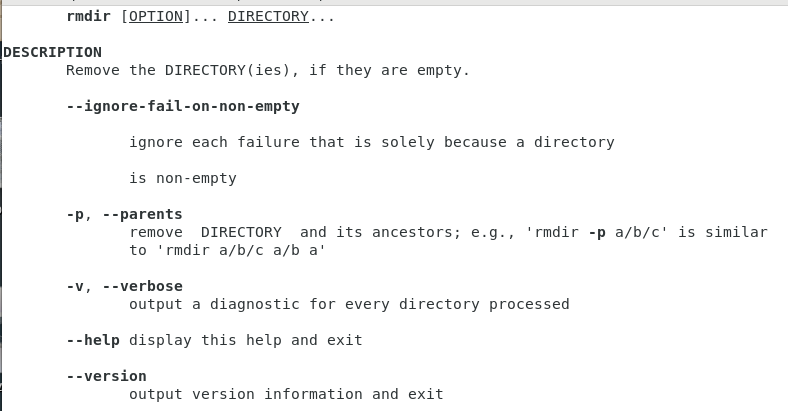 rmdir [OPTION]... DIRECTORY...
DESCRIPTION
Remove the DIRECTORY(ies), if they are empty.
--ignore-fail-on-non-empty
ignore each failure that is solely because a directory
is non-empty
-p, --parents
remove  DIRECTORY  and its ancestors; e.g., 'rmdir -p a/b/c' is similar
to 'rmdir a/b/c a/b a'
-v, --verbose
output a diagnostic for every directory processed
--help display this help and exit
--version
output version information and exit